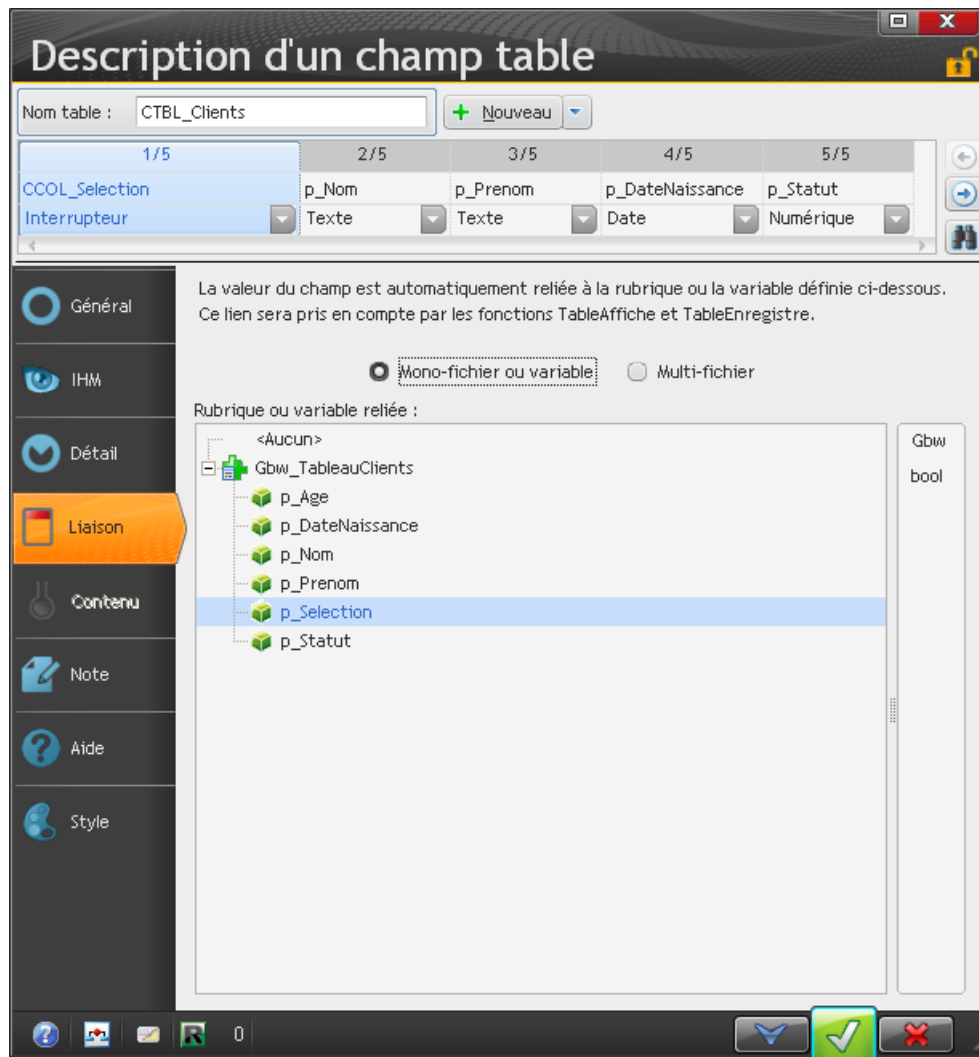 Description d'un champ table
Nom table : CTBL_Clients + Nouveau
1/5 2/5 3/5 4/5 5/5
CCOL_Selection p_Nom p_Prenom p_DateNaissance p_Statut
Interrupteur Texte Texte Date Numérique
Général
IHM
Détail
Liaison
Contenu
Note
Aide
Style
La valeur du champ est automatiquement reliée à la rubrique ou la variable définie ci-dessous.
Ce lien sera pris en compte par les fonctions TableAffiche et TableEnregistre.
Mono-fichier ou variable Multi-fichier
Rubrique ou variable reliée :
<Aucun>
Gbw_TableauClients
p_Age
p_DateNaissance
p_Nom
p_Prenom
p_Selection
p_Statut
Gbw
bool
? R 0